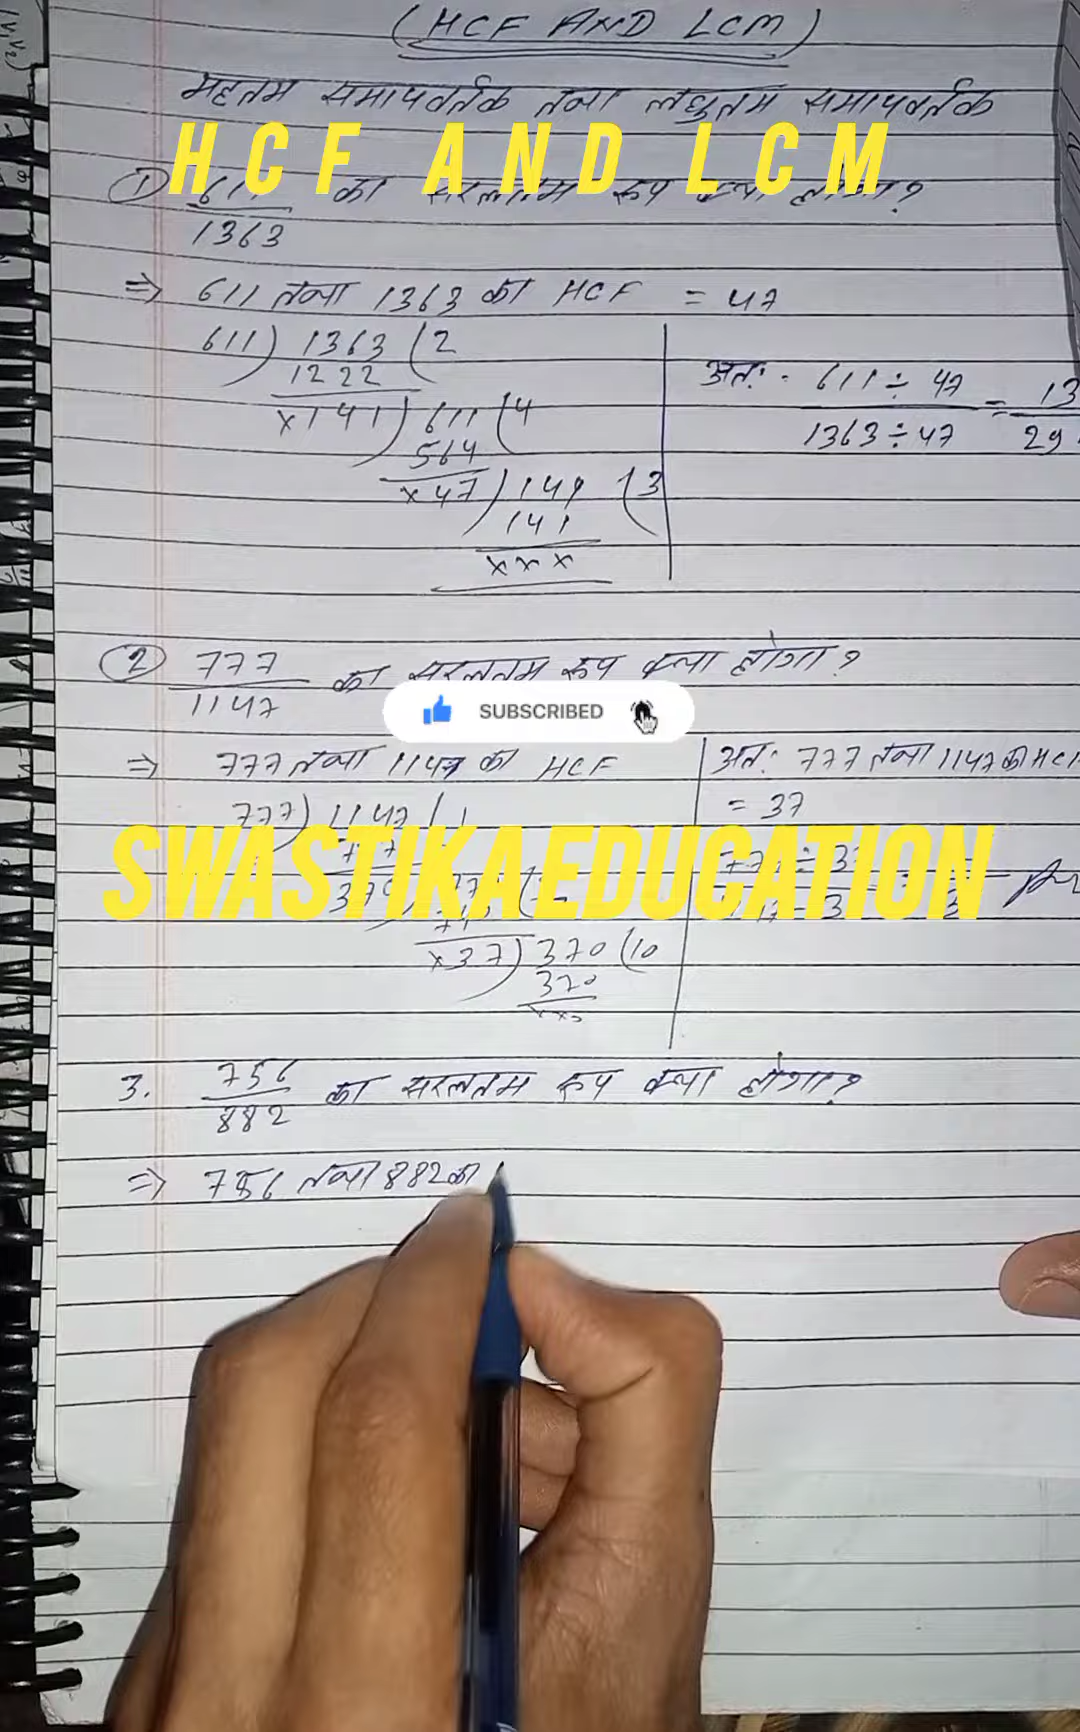 (HCF AND LCM)
महत्तम समापवर्तक तथा लघुतम समापवर्तक
HCF AND LCM
① 611/1363 का सरलतम रूप क्या होगा?
⇒ 611 तथा 1363 का HCF = 47
611) 1363 (2
1222
×141) 611 (4
564
×47) 141 (3
141
×××
अत: 611 ÷ 47 / 1363 ÷ 47 = 13/29
② 777/1147 का सरलतम रूप क्या होगा?
SUBSCRIBED
⇒ 777 तथा 1147 का HCF
777) 1147 (1
अत: 777 तथा 1147 का HCF
= 37
SWASTIKAEDUCATION
×37) 370 (10
370
×××
3. 756/882 का सरलतम रूप क्या होगा?
⇒ 756 तथा 882 का